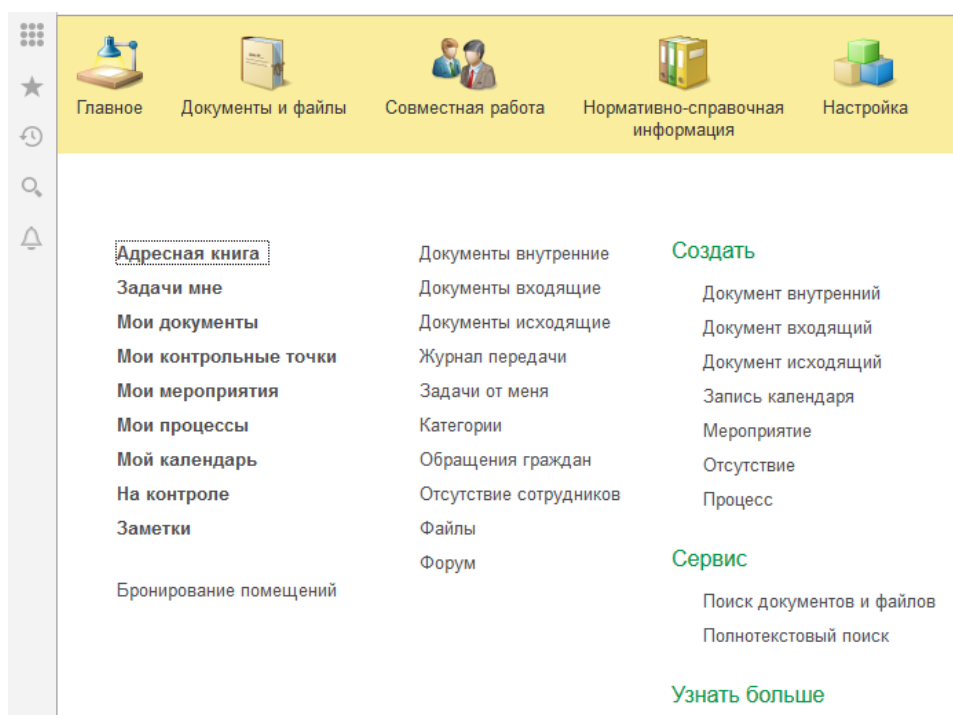 Главное
Документы и файлы
Совместная работа
Нормативно-справочная
информация
Настройка
Адресная книга
Задачи мне
Мои документы
Мои контрольные точки
Мои мероприятия
Мои процессы
Мой календарь
На контроле
Заметки
Бронирование помещений
Документы внутренние
Документы входящие
Документы исходящие
Журнал передачи
Задачи от меня
Категории
Обращения граждан
Отсутствие сотрудников
Файлы
Форум
Создать
Документ внутренний
Документ входящий
Документ исходящий
Запись календаря
Мероприятие
Отсутствие
Процесс
Сервис
Поиск документов и файлов
Полнотекстовый поиск
Узнать больше